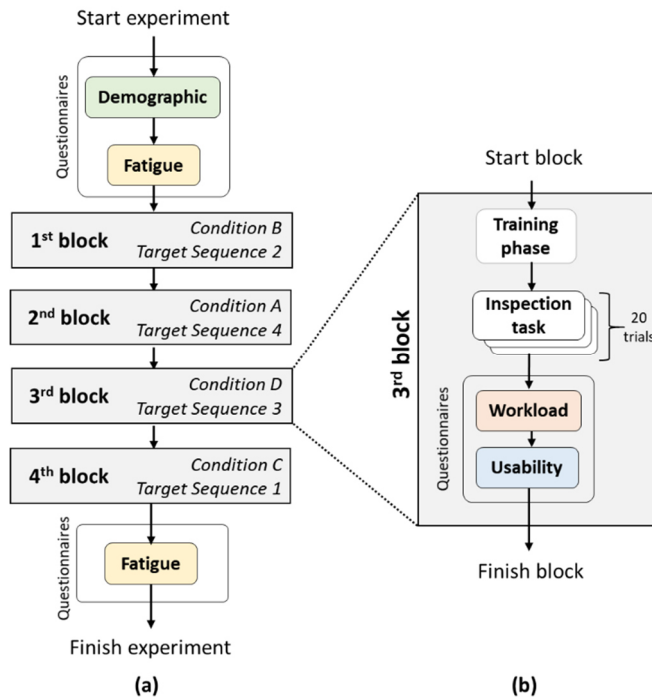 Start experiment
Questionnaires
Demographic
Fatigue
1st block
Condition B
Target Sequence 2
2nd block
Condition A
Target Sequence 4
3rd block
Condition D
Target Sequence 3
4th block
Condition C
Target Sequence 1
Questionnaires
Fatigue
Finish experiment
(a)
Start block
3rd block
Training
phase
Inspection
task
20
trials
Questionnaires
Workload
Usability
Finish block
(b)